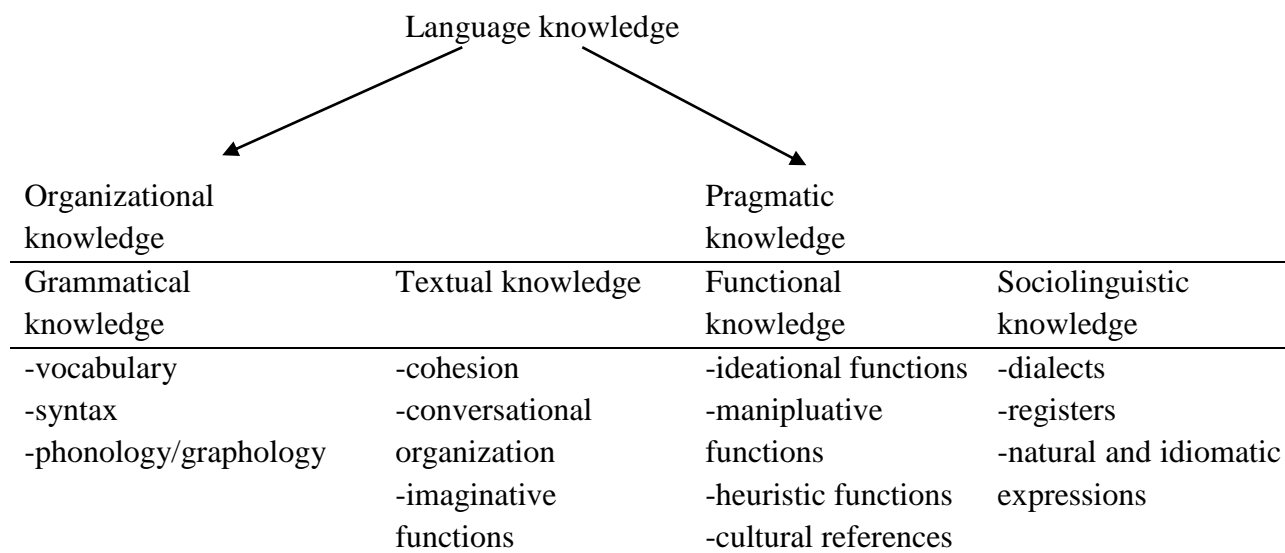 Language knowledge
Organizational
knowledge
Pragmatic
knowledge
Grammatical
knowledge
Textual knowledge
Functional
knowledge
Sociolinguistic
knowledge
-vocabulary
-syntax
-phonology/graphology
-cohesion
-conversational
organization
-imaginative
functions
-ideational functions
-manipluative
functions
-heuristic functions
-cultural references
-dialects
-registers
-natural and idiomatic
expressions